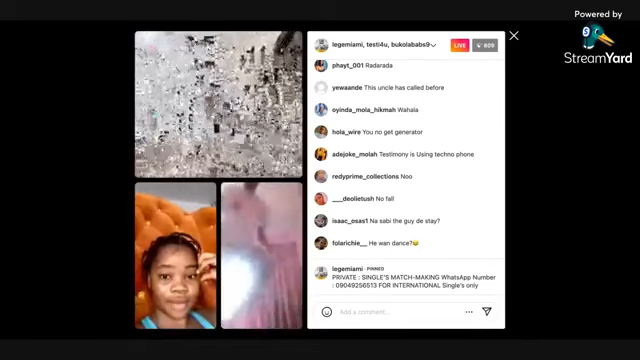 Powered by
StreamYard
legemiami, testi4u, bukolababs9
LIVE
805
phayt_001 Radarada
yewaande This uncle has called before
oyinda_mola_hikmah Wahala
hola_wire You no get generator
adejoke_molah Testimony is Using techno phone
redyprime_collections Noo
___deolietush No fall
isaac_osas1 Na sabi the guy de stay?
folarichie__ He wan dance?😂
legemiami · PINNED
PRIVATE : SINGLE'S MATCH-MAKING WhatsApp Number
: 09049256513 FOR INTERNATIONAL Single's only
Add a comment...